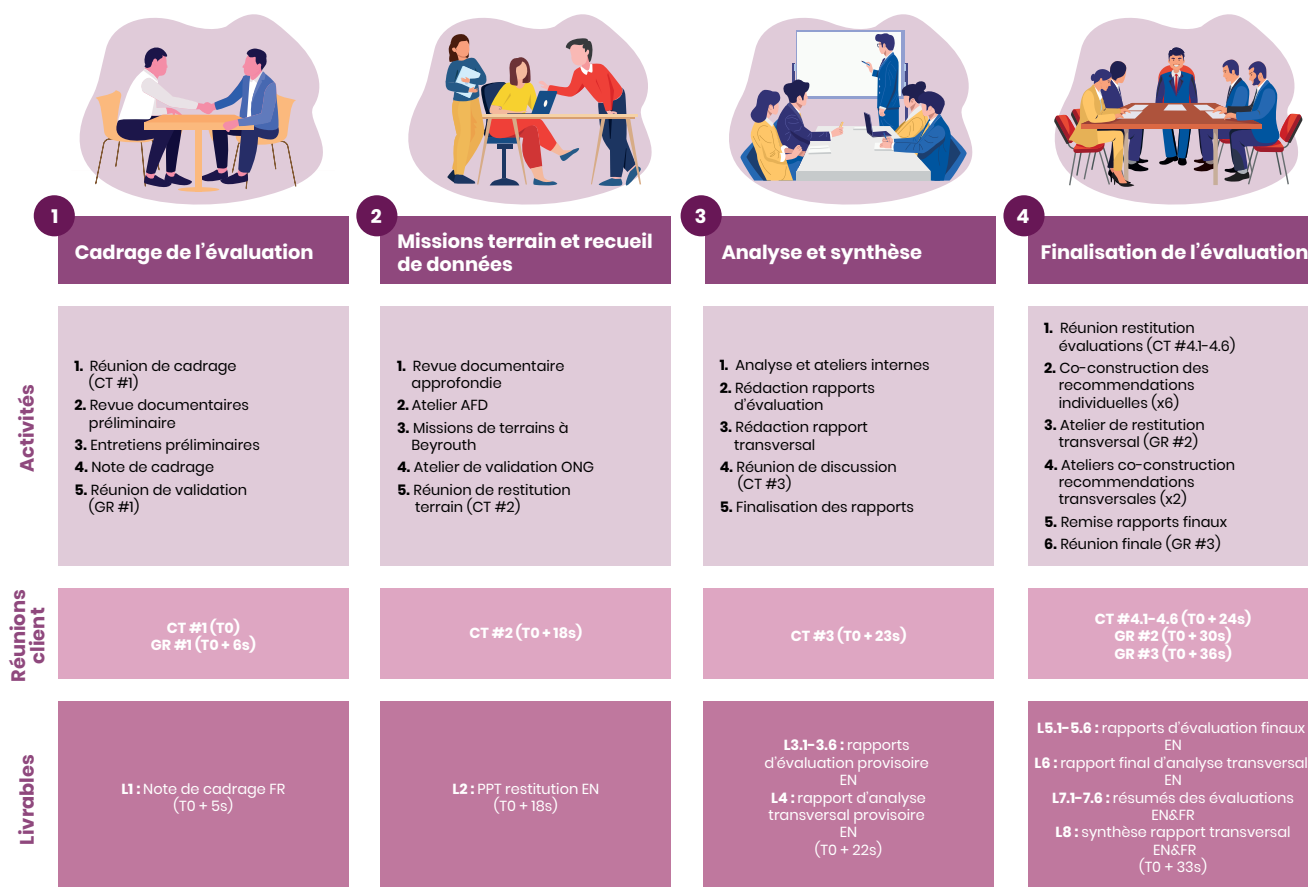 1
Cadrage de l'évaluation
2
Missions terrain et recueil
de données
3
Analyse et synthèse
4
Finalisation de l'évaluation
Activités
1. Réunion de cadrage
(CT #1)
2. Revue documentaires
préliminaire
3. Entretiens préliminaires
4. Note de cadrage
5. Réunion de validation
(GR #1)
1. Revue documentaire
approfondie
2. Atelier AFD
3. Missions de terrains à
Beyrouth
4. Atelier de validation ONG
5. Réunion de restitution
terrain (CT #2)
1. Analyse et ateliers internes
2. Rédaction rapports
d'évaluation
3. Rédaction rapport
transversal
4. Réunion de discussion
(CT #3)
5. Finalisation des rapports
1. Réunion restitution
évaluations (CT #4.1-4.6)
2. Co-construction des
recommendations
individuelles (x6)
3. Atelier de restitution
transversal (GR #2)
4. Ateliers co-construction
recommendations
transversales (x2)
5. Remise rapports finaux
6. Réunion finale (GR #3)
Réunions
client
CT #1 (T0)
GR #1 (T0 + 6s)
CT #2 (T0 + 18s)
CT #3 (T0 + 23s)
CT #4.1-4.6 (T0 + 24s)
GR #2 (T0 + 30s)
GR #3 (T0 + 36s)
Livrables
L1 : Note de cadrage FR
(T0 + 5s)
L2 : PPT restitution EN
(T0 + 18s)
L3.1-3.6 : rapports
d'évaluation provisoire
EN
L4 : rapport d'analyse
transversal provisoire
EN
(T0 + 22s)
L5.1-5.6 : rapports d'évaluation finaux
EN
L6 : rapport final d'analyse transversal
EN
L7.1-7.6 : résumés des évaluations
EN&FR
L8 : synthèse rapport transversal
EN&FR
(T0 + 33s)